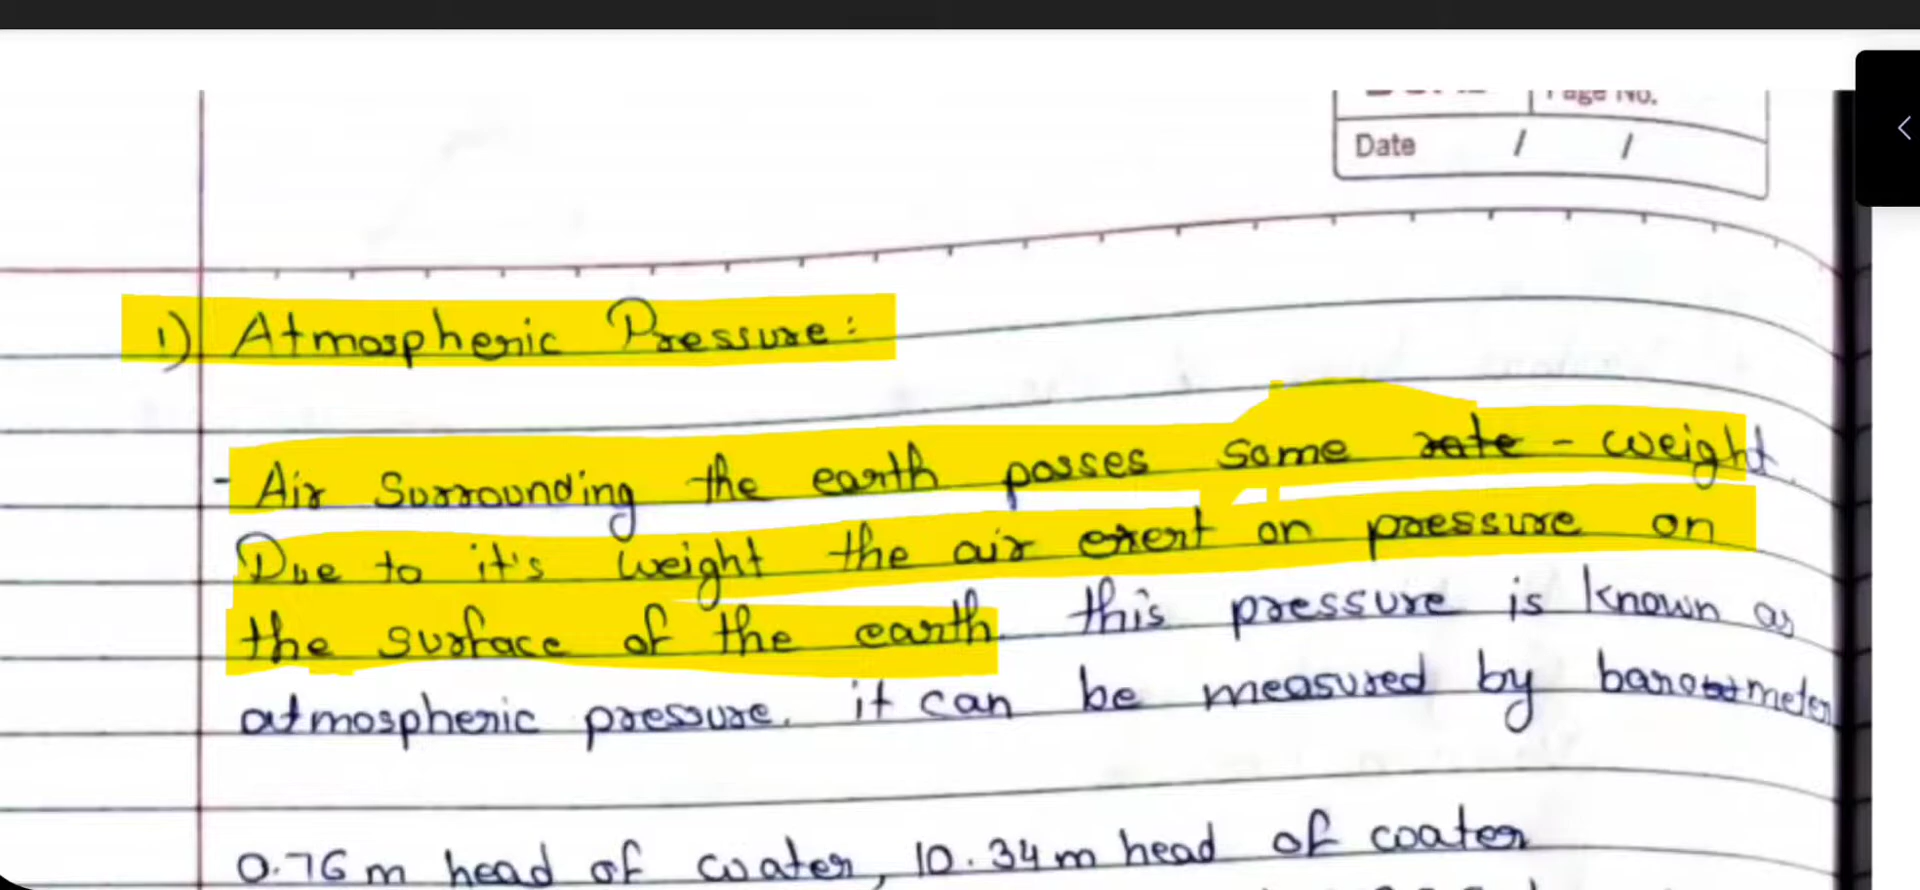 Page No.
Date / /
1) Atmospheric Pressure:
- Air Surrounding the earth posses some rate - weight.
Due to it's weight the air exert on pressure on
the surface of the earth. this pressure is known as
atmospheric pressure. it can be measured by barometer
0.76 m head of water, 10.34 m head of water